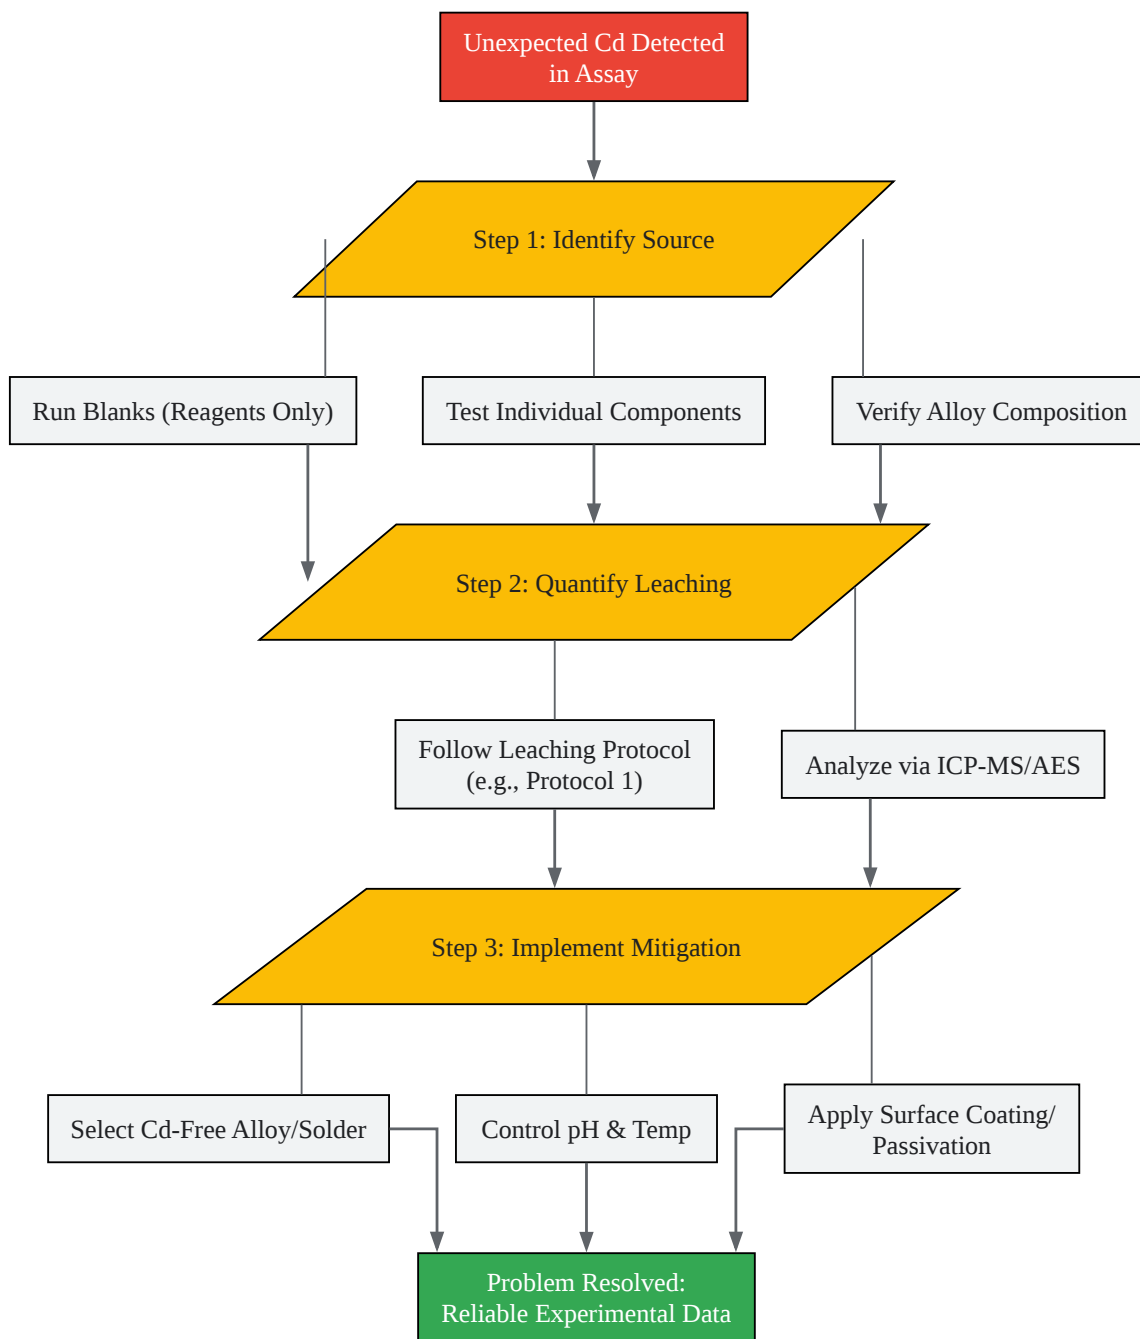 Unexpected Cd Detected
in Assay
Step 1: Identify Source
Run Blanks (Reagents Only)
Test Individual Components
Verify Alloy Composition
Step 2: Quantify Leaching
Follow Leaching Protocol
(e.g., Protocol 1)
Analyze via ICP-MS/AES
Step 3: Implement Mitigation
Select Cd-Free Alloy/Solder
Control pH & Temp
Apply Surface Coating/
Passivation
Problem Resolved:
Reliable Experimental Data